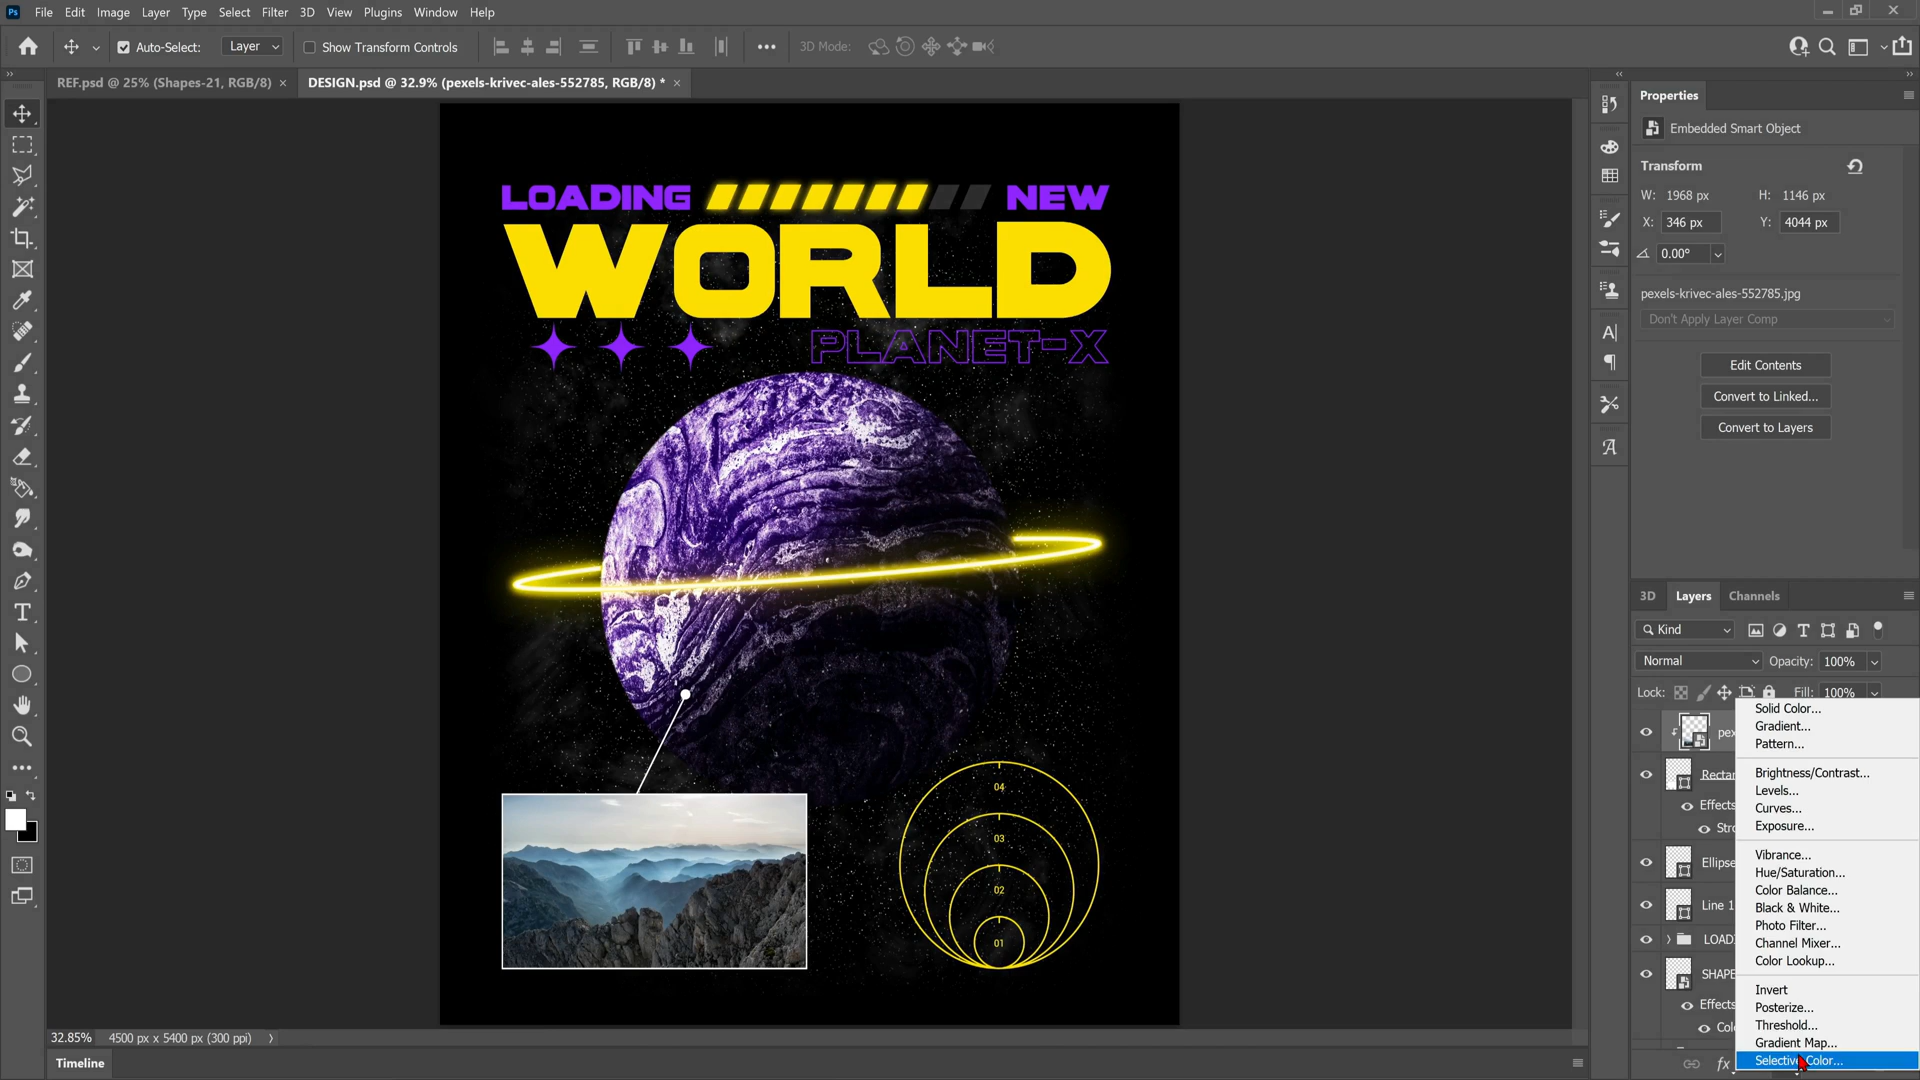 Ps File Edit Image Layer Type Select Filter 3D View Plugins Window Help
Auto-Select: Layer Show Transform Controls ••• 3D Mode:
REF.psd @ 25% (Shapes-21, RGB/8) × DESIGN.psd @ 32.9% (pexels-krivec-ales-552785, RGB/8) * ×
LOADING NEW
WORLD
PLANET-X
04
03
02
01
32.85% 4500 px x 5400 px (300 ppi)
Timeline
Properties
Embedded Smart Object
Transform
W: 1968 px H: 1146 px
X: 346 px Y: 4044 px
0.00°
pexels-krivec-ales-552785.jpg
Don't Apply Layer Comp
Edit Contents
Convert to Linked...
Convert to Layers
3D Layers Channels
Kind
Normal Opacity: 100%
Lock: Fill: 100%
pex
Rectan
Effects
Stro
Ellipse
Line 1
LOAD
SHAPE
Effects
Colo
fx
Solid Color...
Gradient...
Pattern...
Brightness/Contrast...
Levels...
Curves...
Exposure...
Vibrance...
Hue/Saturation...
Color Balance...
Black & White...
Photo Filter...
Channel Mixer...
Color Lookup...
Invert
Posterize...
Threshold...
Gradient Map...
Selective Color...